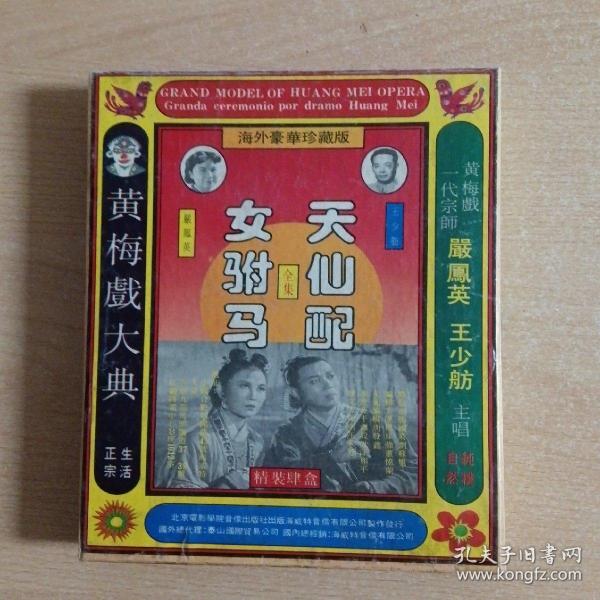 GRAND MODEL OF HUANG MEI OPERA
Granda ceremonio por dramo Huang Mei
海外豪華珍藏版
黄梅戲
一代宗師
嚴鳳英 王少舫
主唱
純樸
自然
王少舫
嚴鳳英
天仙配
女驸马
全集
精裝肆盒
黄梅戲大典
生活
正宗
北京電影學院音像出版社出版海威特音像有限公司製作發行
國外總代理:泰山國際貿易公司 國内總經銷:海威特音像有限公司
孔夫子旧书网
www.kongfz.com